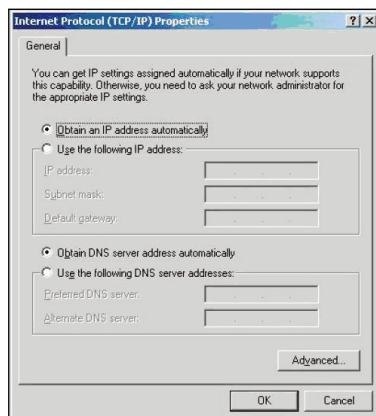 Internet Protocol (TCP/IP) Properties
General
You can get IP settings assigned automatically if your network supports
this capability. Otherwise, you need to ask your network administrator for
the appropriate IP settings.
Obtain an IP address automatically
Use the following IP address:
IP address:
Subnet mask:
Default gateway:
Obtain DNS server address automatically
Use the following DNS server addresses:
Preferred DNS server:
Alternate DNS server:
Advanced...
OK
Cancel